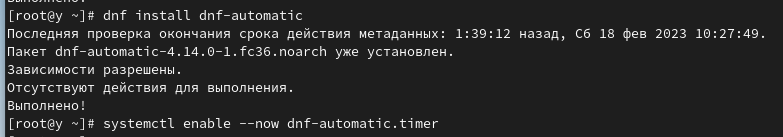 Выполнено!
[root@y ~]# dnf install dnf-automatic
Последняя проверка окончания срока действия метаданных: 1:39:12 назад, Сб 18 фев 2023 10:27:49.
Пакет dnf-automatic-4.14.0-1.fc36.noarch уже установлен.
Зависимости разрешены.
Отсутствуют действия для выполнения.
Выполнено!
[root@y ~]# systemctl enable --now dnf-automatic.timer